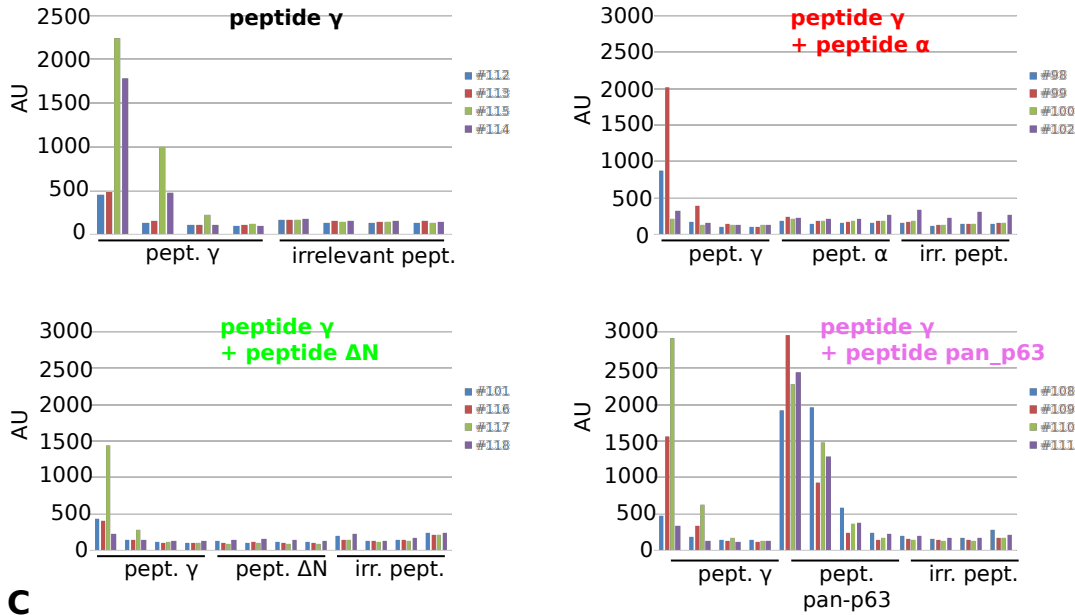 peptide γ
2500
2000
1500
1000
500
0
AU
#112
#113
#115
#114
pept. γ
irrelevant pept.
peptide γ
+ peptide α
3000
2500
2000
1500
1000
500
0
AU
#98
#99
#100
#102
pept. γ
pept. α
irr. pept.
peptide γ
+ peptide ΔN
3000
2500
2000
1500
1000
500
0
AU
#101
#116
#117
#118
pept. γ
pept. ΔN
irr. pept.
peptide γ
+ peptide pan_p63
3000
2500
2000
1500
1000
500
0
AU
#108
#109
#110
#111
pept. γ
pept.
pan-p63
irr. pept.
C